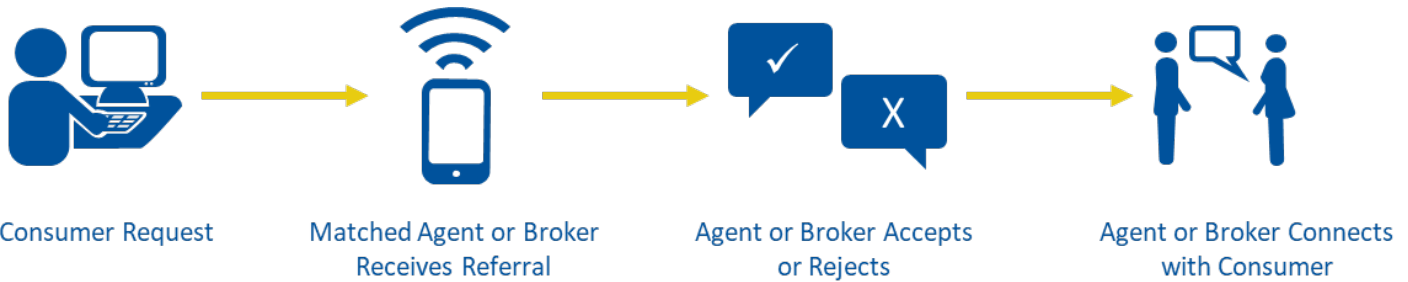 ✓
X
Consumer Request
Matched Agent or Broker
Receives Referral
Agent or Broker Accepts
or Rejects
Agent or Broker Connects
with Consumer